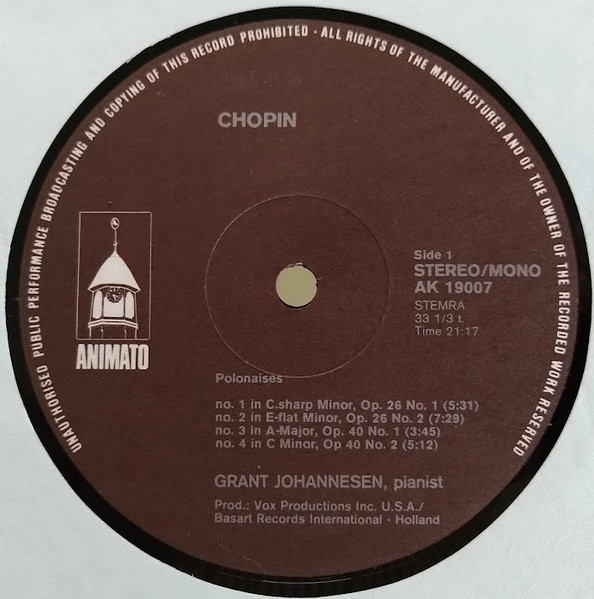 UNAUTHORISED PUBLIC PERFORMANCE BROADCASTING AND COPYING OF THIS RECORD PROHIBITED · ALL RIGHTS OF THE MANUFACTURER AND OF THE OWNER OF THE RECORDED WORK RESERVED
CHOPIN
ANIMATO
Side 1
STEREO/MONO
AK 19007
STEMRA
33 1/3 t.
Time 21:17
Polonaises
no. 1 in C.sharp Minor, Op. 26 No. 1 (5:31)
no. 2 in E-flat Minor, Op. 26 No. 2 (7:29)
no. 3 in A-Major, Op. 40 No. 1 (3:45)
no. 4 in C Minor, Op 40 No. 2 (5:12)
GRANT JOHANNESEN, pianist
Prod.: Vox Productions Inc. U.S.A./
Basart Records International - Holland